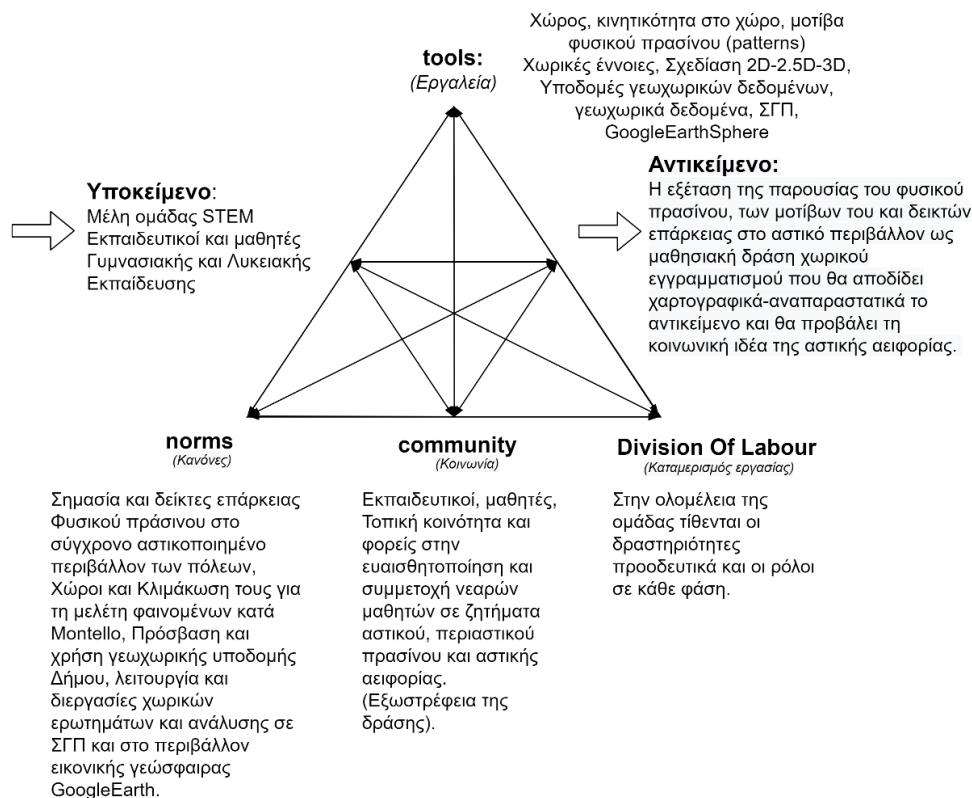 Χώρος, κινητικότητα στο χώρο, μοτίβα
φυσικού πρασίνου (patterns)
Χωρικές έννοιες, Σχεδίαση 2D-2.5D-3D,
Υποδομές γεωχωρικών δεδομένων,
γεωχωρικά δεδομένα, ΣΓΠ,
GoogleEarthSphere
tools:
(Εργαλεία)
Υποκείμενο:
Μέλη ομάδας STEM
Εκπαιδευτικοί και μαθητές
Γυμνασιακής και Λυκειακής
Εκπαίδευσης
Αντικείμενο:
Η εξέταση της παρουσίας του φυσικού
πρασίνου, των μοτίβων του και δεικτών
επάρκειας στο αστικό περιβάλλον ως
μαθησιακή δράση χωρικού
εγγραμματισμού που θα αποδίδει
χαρτογραφικά-αναπαραστατικά το
αντικείμενο και θα προβάλει τη
κοινωνική ιδέα της αστικής αειφορίας.
norms
(Κανόνες)
Σημασία και δείκτες επάρκειας
Φυσικού πράσινου στο
σύγχρονο αστικοποιημένο
περιβάλλον των πόλεων,
Χώροι και Κλιμάκωση τους για
τη μελέτη φαινομένων κατά
Montello, Πρόσβαση και
χρήση γεωχωρικής υποδομής
Δήμου, λειτουργία και
διεργασίες χωρικών
ερωτημάτων και ανάλυσης σε
ΣΓΠ και στο περιβάλλον
εικονικής γεώσφαιρας
GoogleEarth.
community
(Κοινωνία)
Εκπαιδευτικοί, μαθητές,
Τοπική κοινότητα και
φορείς στην
ευαισθητοποίηση και
συμμετοχή νεαρών
μαθητών σε ζητήματα
αστικού, περιαστικού
πρασίνου και αστικής
αειφορίας.
(Εξωστρέφεια της
δράσης).
Division Of Labour
(Καταμερισμός εργασίας)
Στην ολομέλεια της
ομάδας τίθενται οι
δραστηριότητες
προοδευτικά και οι ρόλοι
σε κάθε φάση.